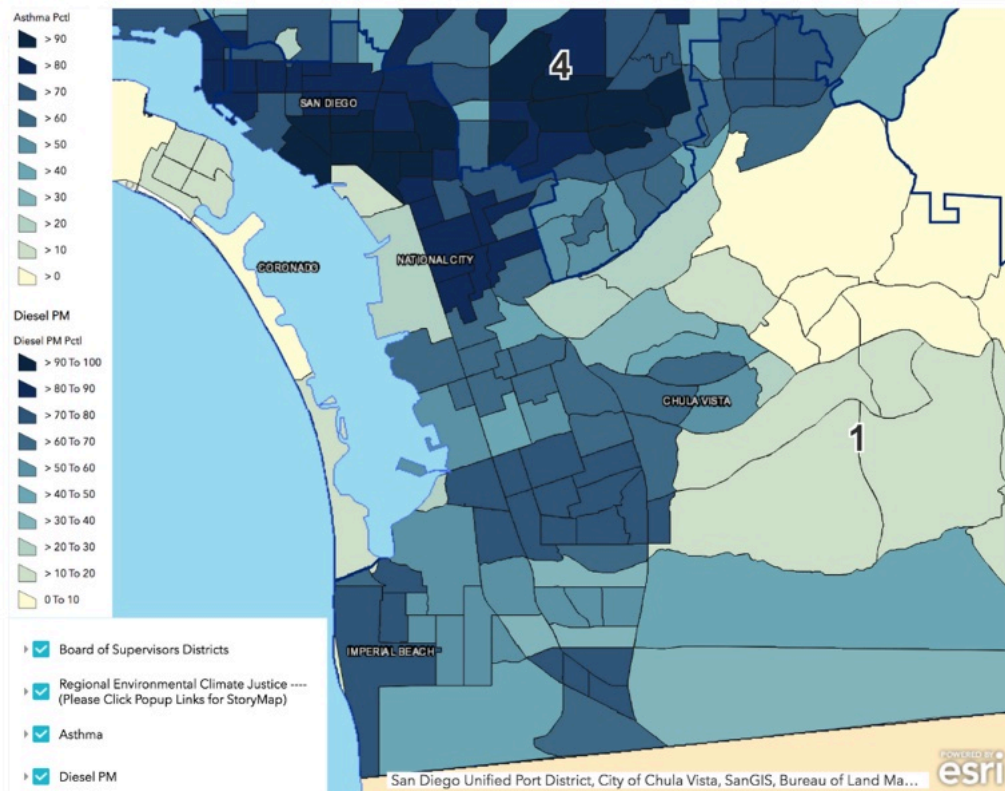 Asthma Pctl
> 90
> 80
> 70
> 60
> 50
> 40
> 30
> 20
> 10
> 0
Diesel PM
Diesel PM Pctl
> 90 To 100
> 80 To 90
> 70 To 80
> 60 To 70
> 50 To 60
> 40 To 50
> 30 To 40
> 20 To 30
> 10 To 20
0 To 10
Board of Supervisors Districts
Regional Environmental Climate Justice ----
(Please Click Popup Links for StoryMap)
Asthma
Diesel PM
4
SAN DIEGO
NATIONAL CITY
CORONADO
CHULA VISTA
1
IMPERIAL BEACH
San Diego Unified Port District, City of Chula Vista, SanGIS, Bureau of Land Ma...
POWERED BY
esri